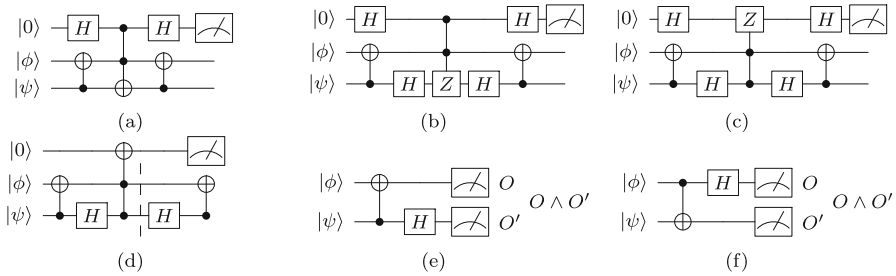 |0⟩ H H |0⟩ H H |0⟩ H Z H
|ϕ⟩ |ϕ⟩ |ϕ⟩
|ψ⟩ |ψ⟩ H Z H |ψ⟩ H H
(a) (b) (c)
|0⟩
|ϕ⟩ |ϕ⟩ O |ϕ⟩ H O
O ∧ O′ O ∧ O′
|ψ⟩ H H |ψ⟩ H O′ |ψ⟩ O′
(d) (e) (f)